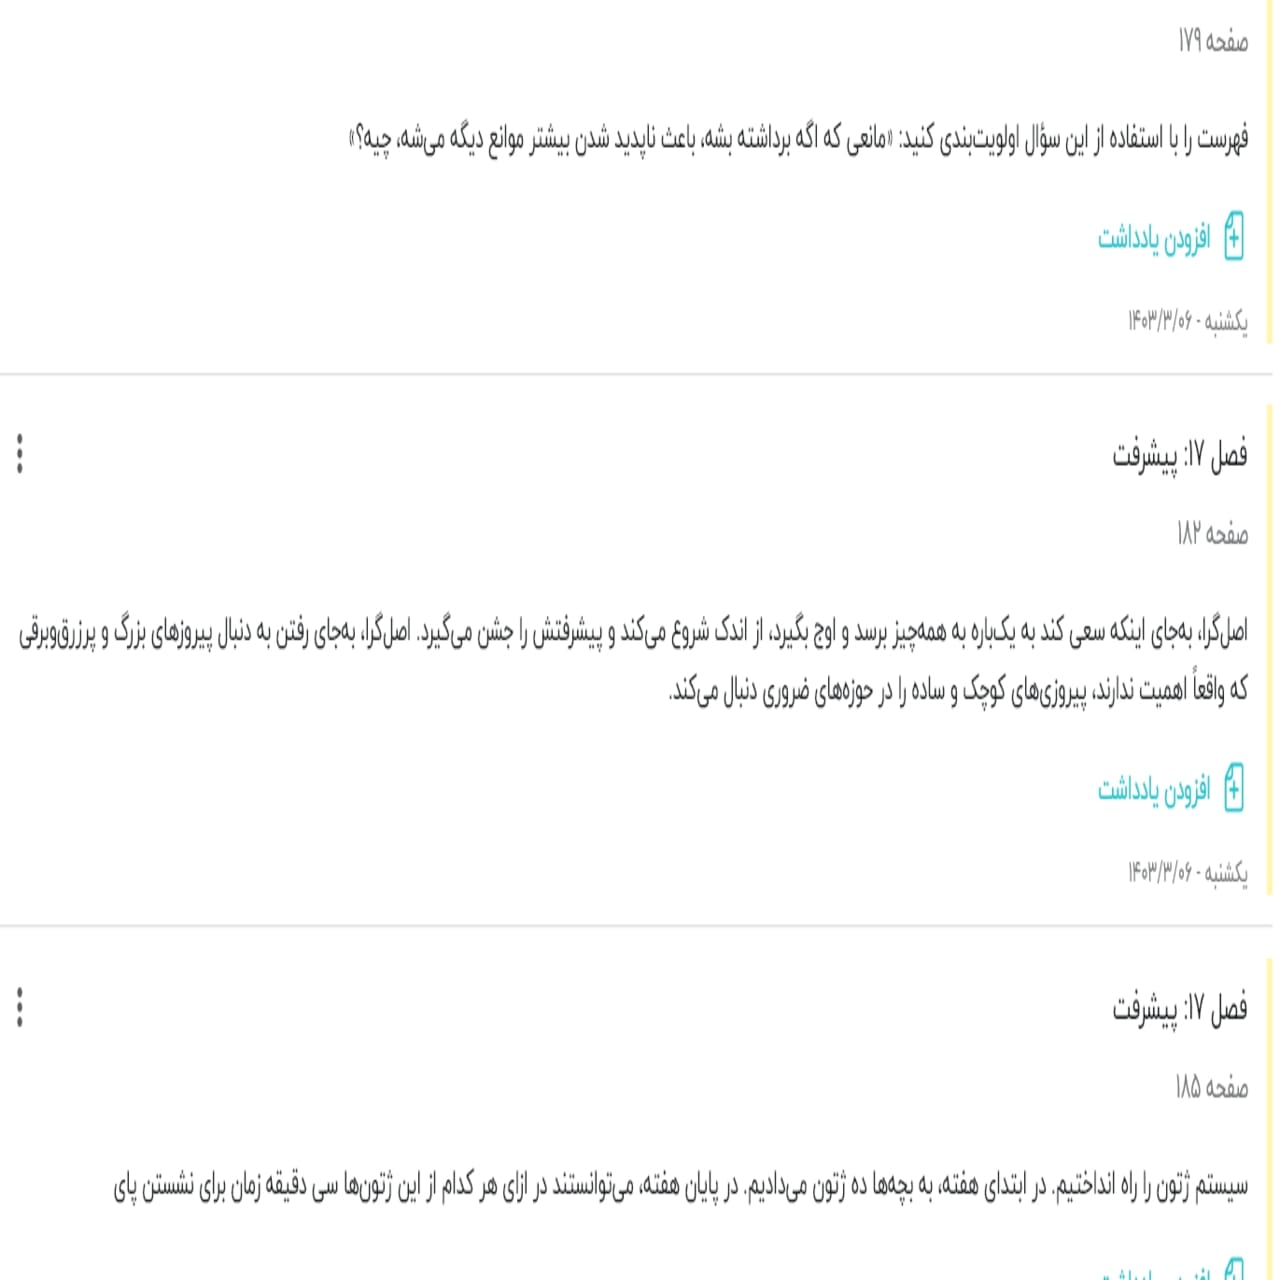 صفحه ۱۷۹
فهرست را با استفاده از این سؤال اولویت‌بندی کنید: «مانعی که اگه برداشته بشه، باعث ناپدید شدن بیشتر موانع دیگه می‌شه، چیه؟»
افزودن یادداشت
یکشنبه - ۱۴۰۳/۳/۰۶
فصل ۱۷: پیشرفت
صفحه ۱۸۲
اصل‌گرا، به‌جای اینکه سعی کند به یک‌باره به همه‌چیز برسد و اوج بگیرد، از اندک شروع می‌کند و پیشرفتش را جشن می‌گیرد. اصل‌گرا، به‌جای رفتن به دنبال پیروزهای بزرگ و پرزرق‌وبرقی
که واقعاً اهمیت ندارند، پیروزی‌های کوچک و ساده را در حوزه‌های ضروری دنبال می‌کند.
افزودن یادداشت
یکشنبه - ۱۴۰۳/۳/۰۶
فصل ۱۷: پیشرفت
صفحه ۱۸۵
سیستم ژتون را راه انداختیم. در ابتدای هفته، به بچه‌ها ده ژتون می‌دادیم. در پایان هفته، می‌توانستند در ازای هر کدام از این ژتون‌ها سی دقیقه زمان برای نشستن پای